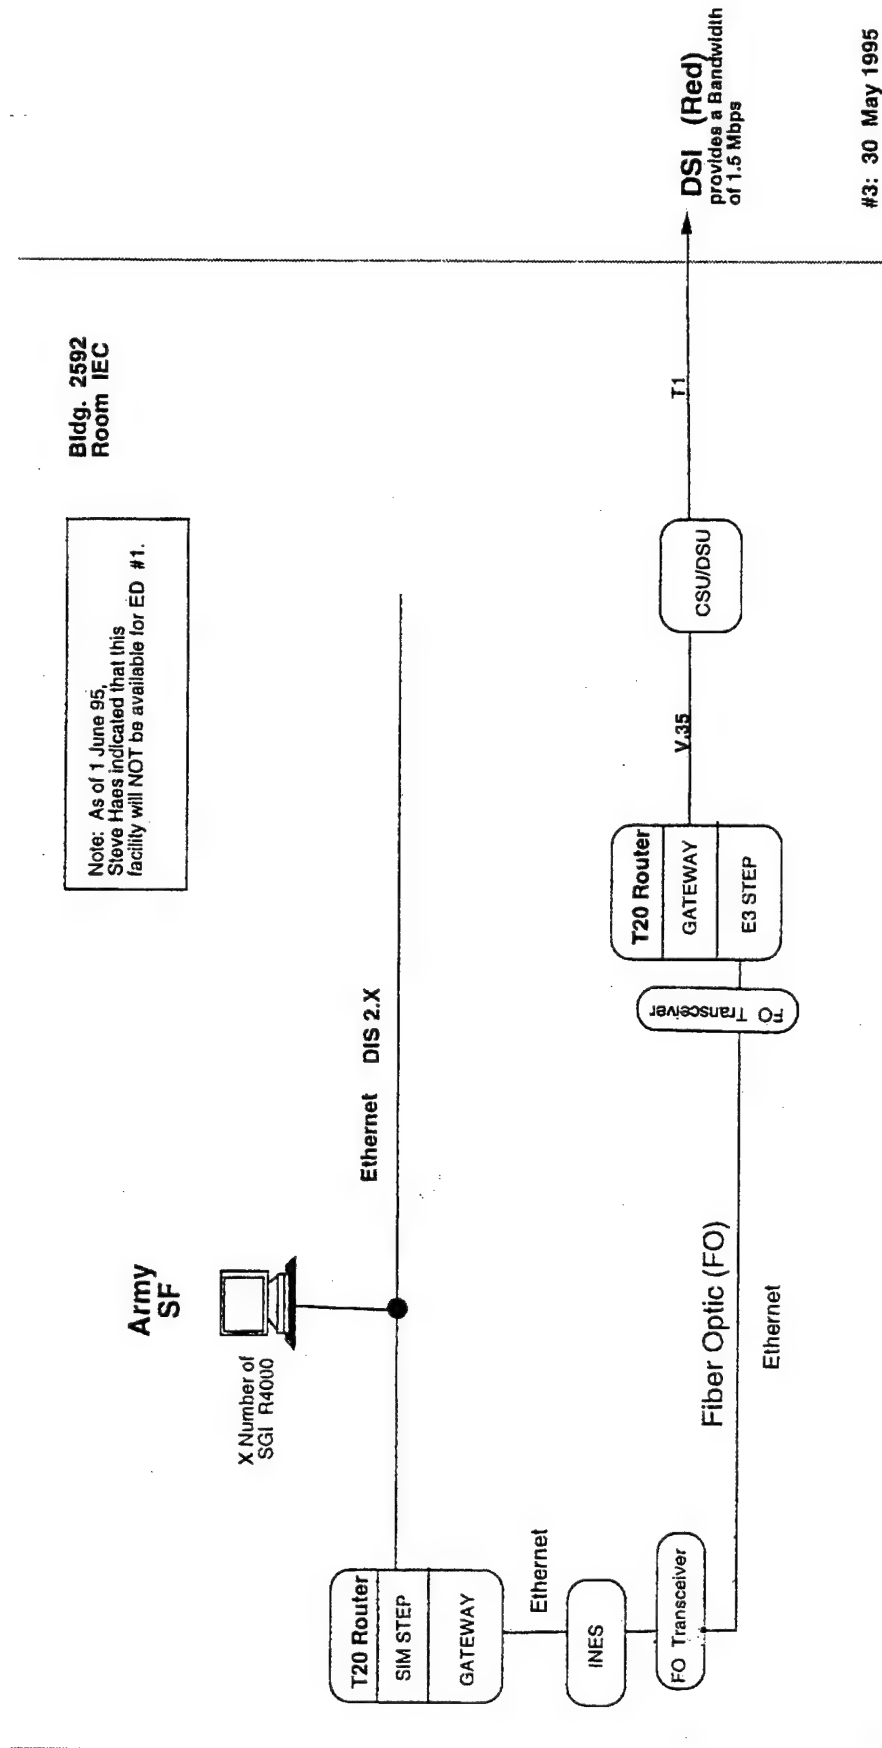 Bldg. 2592
Room IEC
Note: As of 1 June 95,
Steve Haes indicated that this
facility will NOT be available for ED #1.
Army
SF
X Number of
SGI R4000
Ethernet DIS 2.X
T20 Router
SIM STEP
GATEWAY
Ethernet
INES
FO Transceiver
Fiber Optic (FO)
Ethernet
FO Transceiver
T20 Router
GATEWAY
E3 STEP
V.35
CSU/DSU
T1
DSI (Red)
provides a Bandwidth
of 1.5 Mbps
#3: 30 May 1995